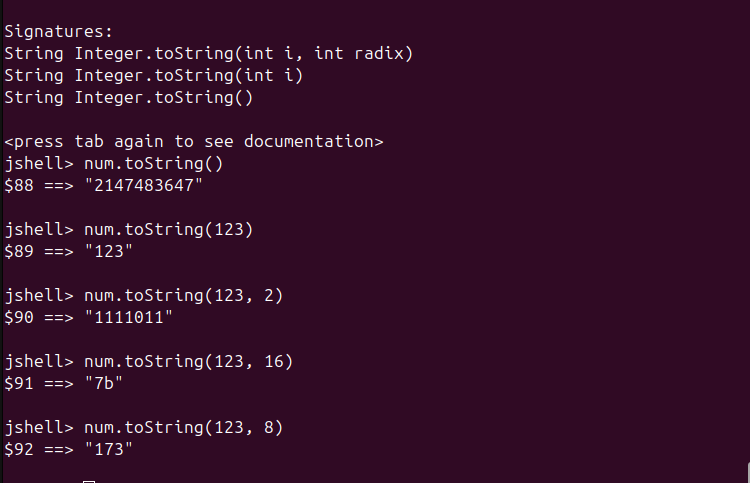 Signatures:
String Integer.toString(int i, int radix)
String Integer.toString(int i)
String Integer.toString()
<press tab again to see documentation>
jshell> num.toString()
$88 ==> "2147483647"
jshell> num.toString(123)
$89 ==> "123"
jshell> num.toString(123, 2)
$90 ==> "1111011"
jshell> num.toString(123, 16)
$91 ==> "7b"
jshell> num.toString(123, 8)
$92 ==> "173"